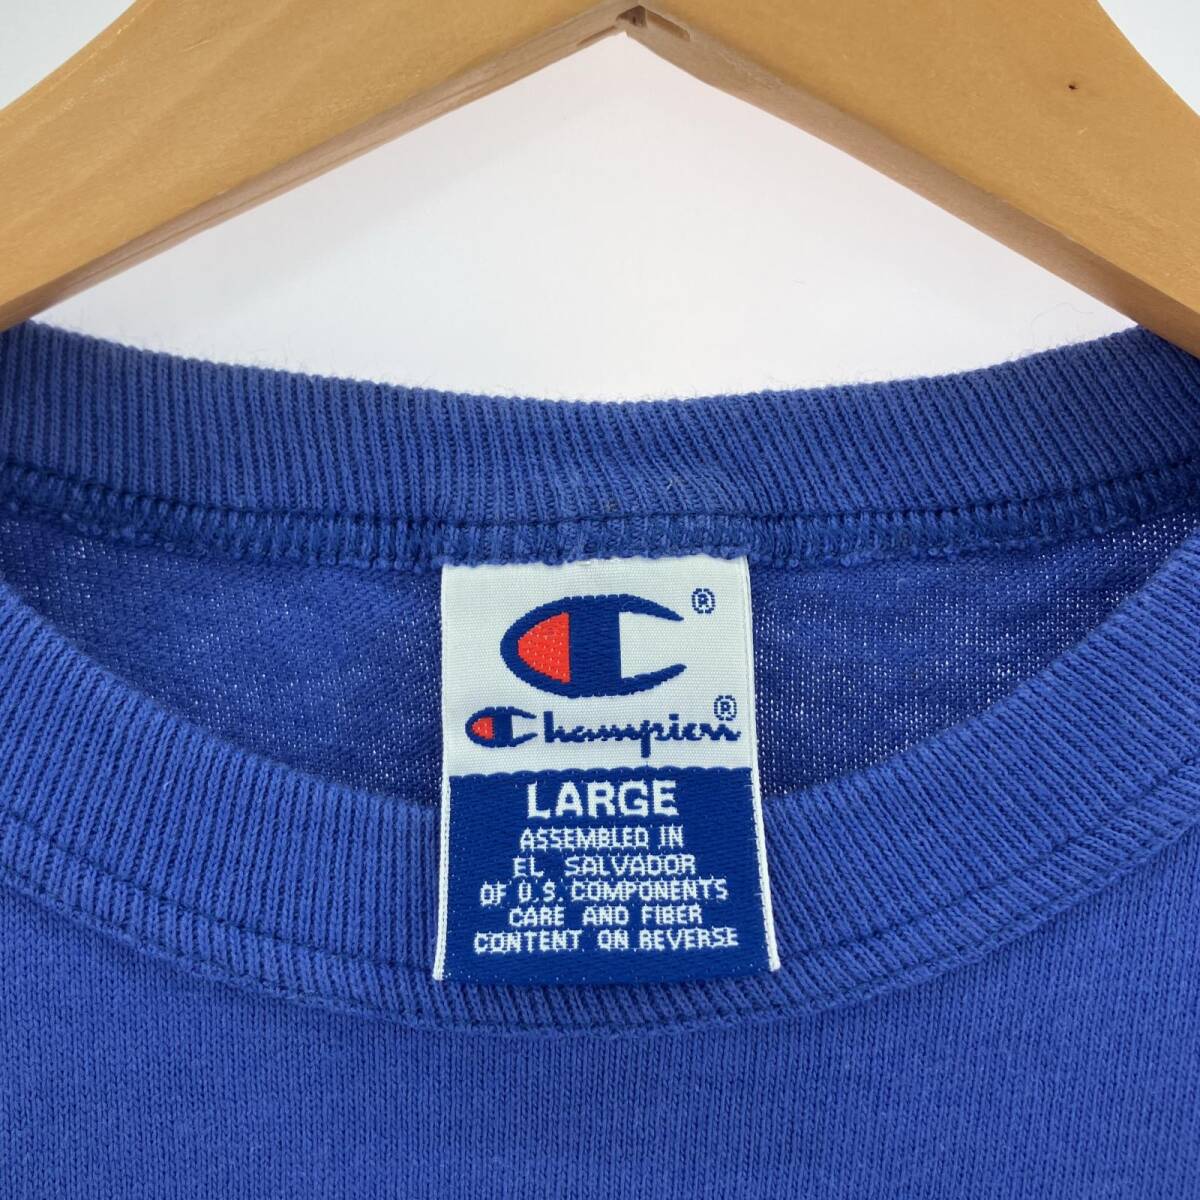 ®
Champion®
LARGE
ASSEMBLED IN
EL SALVADOR
OF U.S. COMPONENTS
CARE AND FIBER
CONTENT ON REVERSE